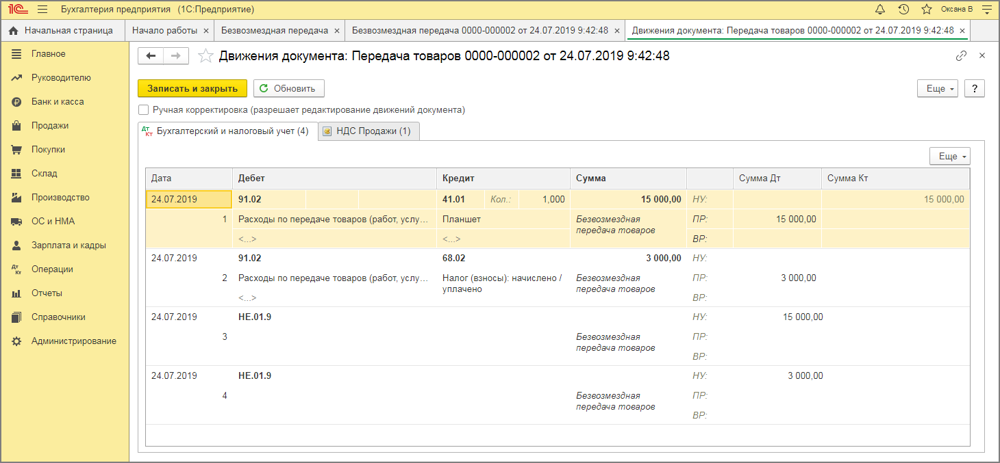 1С Бухгалтерия предприятия (1С:Предприятие) Оксана В
Начальная страница Начало работы × Безвозмездная передача × Безвозмездная передача 0000-000002 от 24.07.2019 9:42:48 × Движения документа: Передача товаров 0000-000002 от 24.07.2019 9:42:48 ×
Главное
Руководителю
Банк и касса
Продажи
Покупки
Склад
Производство
ОС и НМА
Зарплата и кадры
Операции
Отчеты
Справочники
Администрирование
Движения документа: Передача товаров 0000-000002 от 24.07.2019 9:42:48
Записать и закрыть Обновить Еще ?
Ручная корректировка (разрешает редактирование движений документа)
Дт Кт Бухгалтерский и налоговый учет (4) НДС Продажи (1)
Еще
Дата Дебет Кредит Сумма Сумма Дт Сумма Кт
24.07.2019 91.02 41.01 Кол.: 1,000 15 000,00 НУ: 15 000,00
1 Расходы по передаче товаров (работ, услу... Планшет Безвозмездная ПР: 15 000,00
передача товаров
<...> <...> ВР:
24.07.2019 91.02 68.02 3 000,00 НУ:
2 Расходы по передаче товаров (работ, услу... Налог (взносы): начислено / Безвозмездная ПР: 3 000,00
уплачено передача товаров
<...> ВР:
24.07.2019 НЕ.01.9 НУ: 15 000,00
3 Безвозмездная ПР:
передача товаров
ВР:
24.07.2019 НЕ.01.9 НУ: 3 000,00
4 Безвозмездная ПР:
передача товаров
ВР: